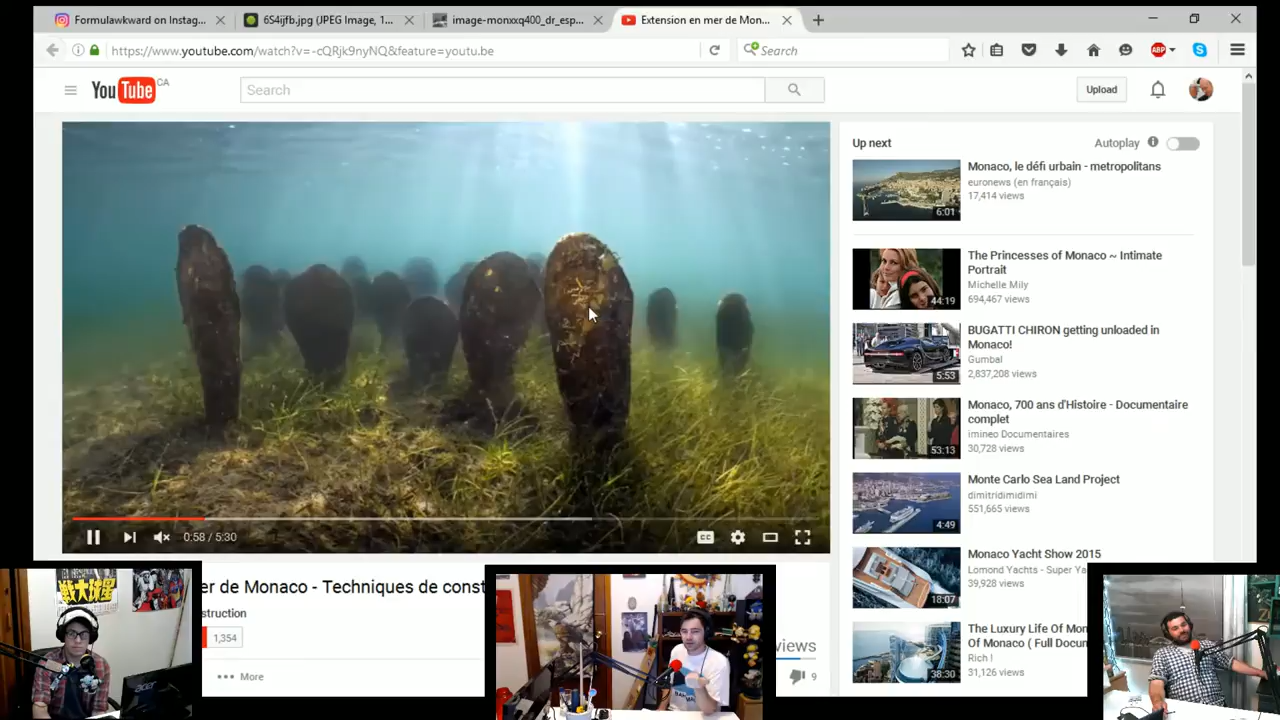 Formulawkward on Instag...
6S4ijfb.jpg (JPEG Image, 1...
image-monxxq400_dr_esp...
Extension en mer de Mon...
https://www.youtube.com/watch?v=-cQRjk9nyNQ&feature=youtu.be
Search
ABP
YouTube CA
Search
Upload
Up next
Autoplay
Monaco, le défi urbain - metropolitans
euronews (en français)
17,414 views
6:01
The Princesses of Monaco ~ Intimate
Portrait
Michelle Mily
694,467 views
44:19
BUGATTI CHIRON getting unloaded in
Monaco!
Gumbal
2,837,208 views
5:53
Monaco, 700 ans d'Histoire - Documentaire
complet
imineo Documentaires
30,728 views
53:13
Monte Carlo Sea Land Project
dimitridimidimi
551,665 views
4:49
Monaco Yacht Show 2015
Lomond Yachts - Super Ya
39,928 views
18:07
The Luxury Life Of Mon
Of Monaco ( Full Docun
Rich !
31,126 views
38:30
0:58 / 5:30
CC
er de Monaco - Techniques de const
struction
1,354
views
More
9
acer